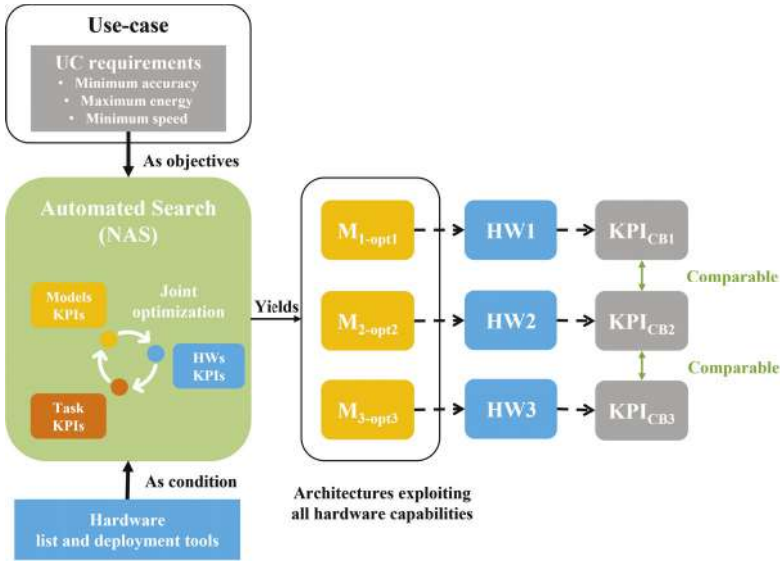 Use-case
UC requirements
• Minimum accuracy
• Maximum energy
• Minimum speed
As objectives
Automated Search
(NAS)
Models
KPIs
Joint
optimization
HWs
KPIs
Task
KPIs
Yields
M1-opt1
HW1
KPICB1
Comparable
M2-opt2
HW2
KPICB2
Comparable
M3-opt3
HW3
KPICB3
As condition
Architectures exploiting
all hardware capabilities
Hardware
list and deployment tools